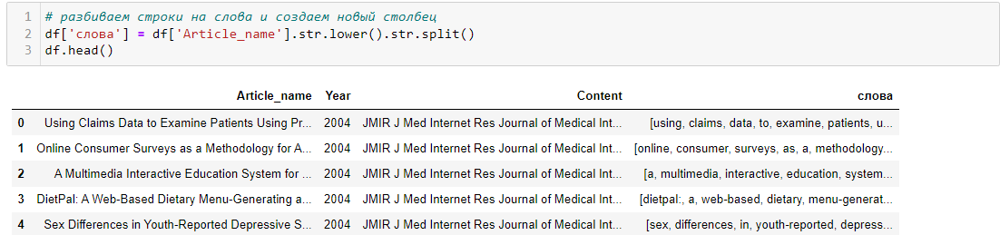 1 # разбиваем строки на слова и создаем новый столбец
2 df['слова'] = df['Article_name'].str.lower().str.split()
3 df.head()
Article_name Year Content слова
0 Using Claims Data to Examine Patients Using Pr... 2004 JMIR J Med Internet Res Journal of Medical Int... [using, claims, data, to, examine, patients, u...
1 Online Consumer Surveys as a Methodology for A... 2004 JMIR J Med Internet Res Journal of Medical Int... [online, consumer, surveys, as, a, methodology...
2 A Multimedia Interactive Education System for ... 2004 JMIR J Med Internet Res Journal of Medical Int... [a, multimedia, interactive, education, system...
3 DietPal: A Web-Based Dietary Menu-Generating a... 2004 JMIR J Med Internet Res Journal of Medical Int... [dietpal:, a, web-based, dietary, menu-generat...
4 Sex Differences in Youth-Reported Depressive S... 2004 JMIR J Med Internet Res Journal of Medical Int... [sex, differences, in, youth-reported, depress...